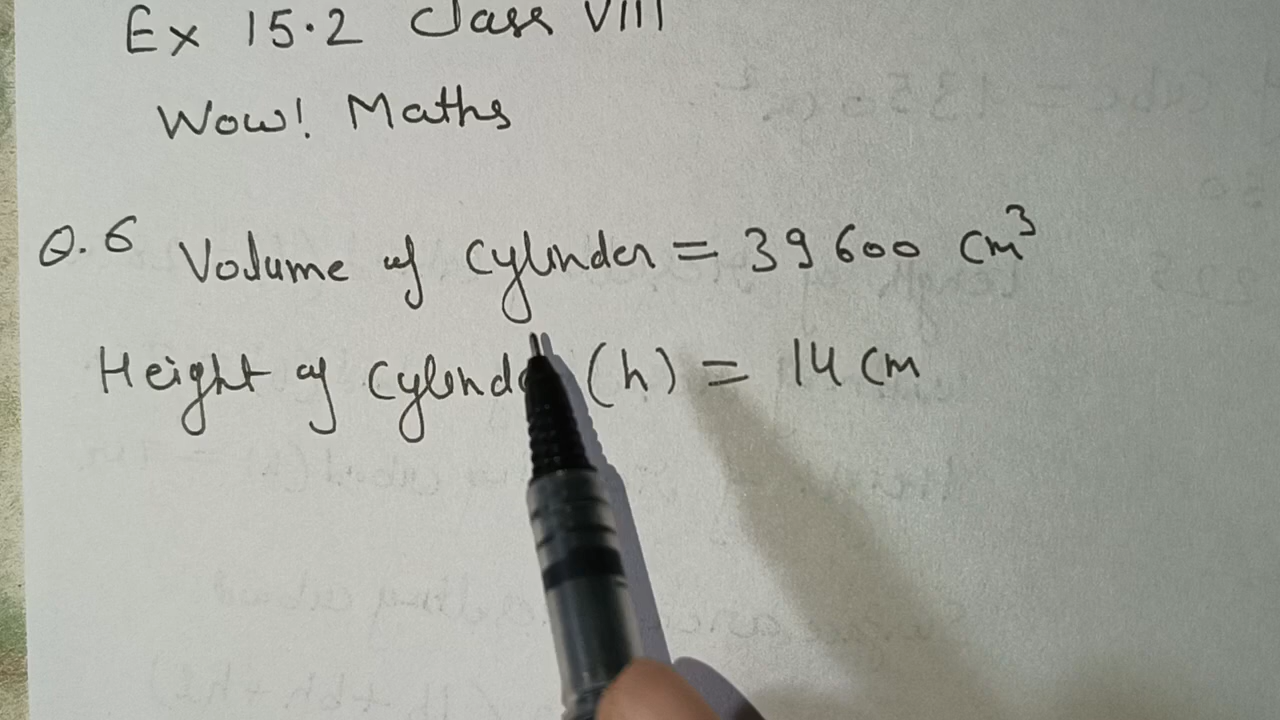 Ex 15.2 Class VIII
Wow! Maths
Q.6 Volume of Cylinder = 39600 Cm³
Height of Cylinder (h) = 14 Cm